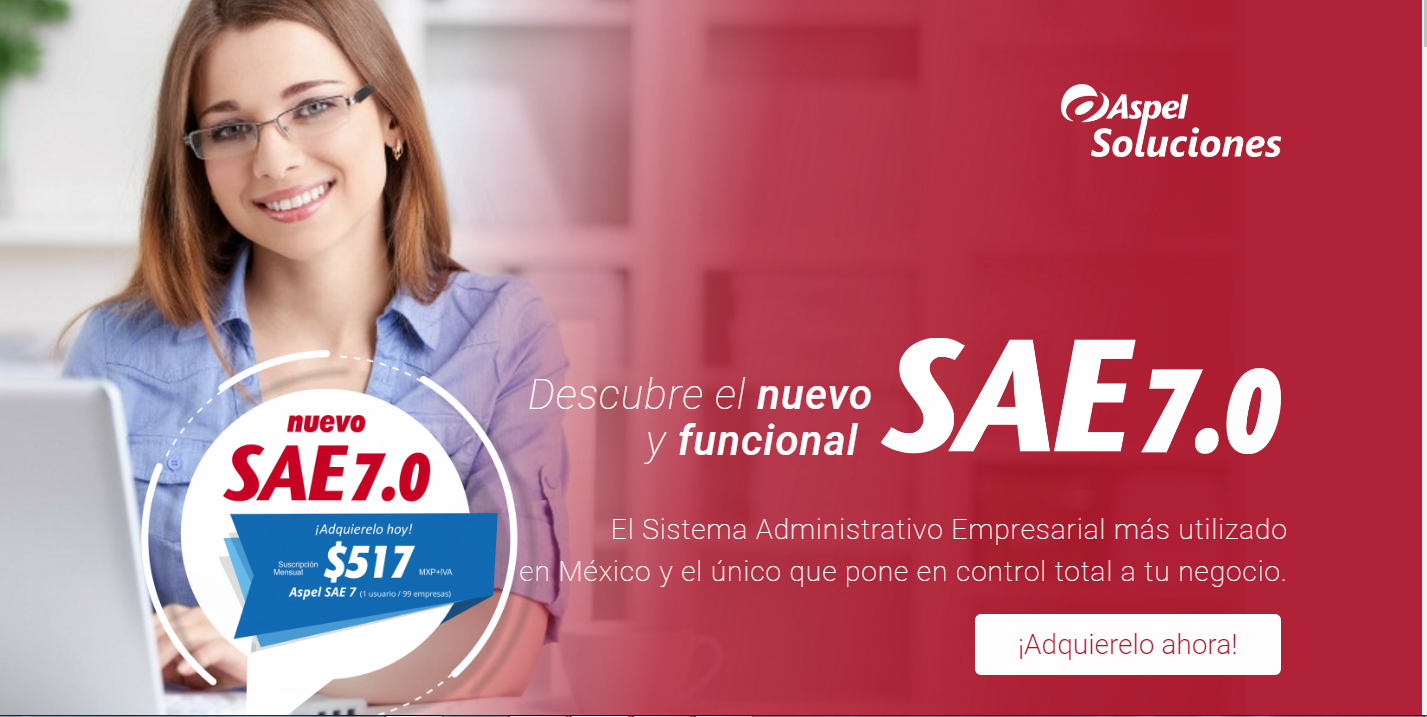 Aspel
Soluciones
Descubre el nuevo
y funcional
SAE 7.0
El Sistema Administrativo Empresarial más utilizado
en México y el único que pone en control total a tu negocio.
¡Adquierelo ahora!
nuevo
SAE 7.0
¡Adquierelo hoy!
Suscripción
Mensual
$517
MXP+IVA
Aspel SAE 7 (1 usuario / 99 empresas)